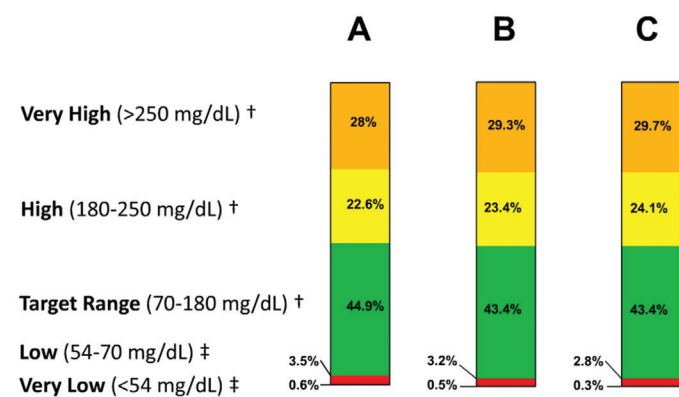 A B C
Very High (>250 mg/dL) † 28% 29.3% 29.7%
High (180-250 mg/dL) † 22.6% 23.4% 24.1%
Target Range (70-180 mg/dL) † 44.9% 43.4% 43.4%
Low (54-70 mg/dL) ‡ 3.5% 3.2% 2.8%
Very Low (<54 mg/dL) ‡ 0.6% 0.5% 0.3%